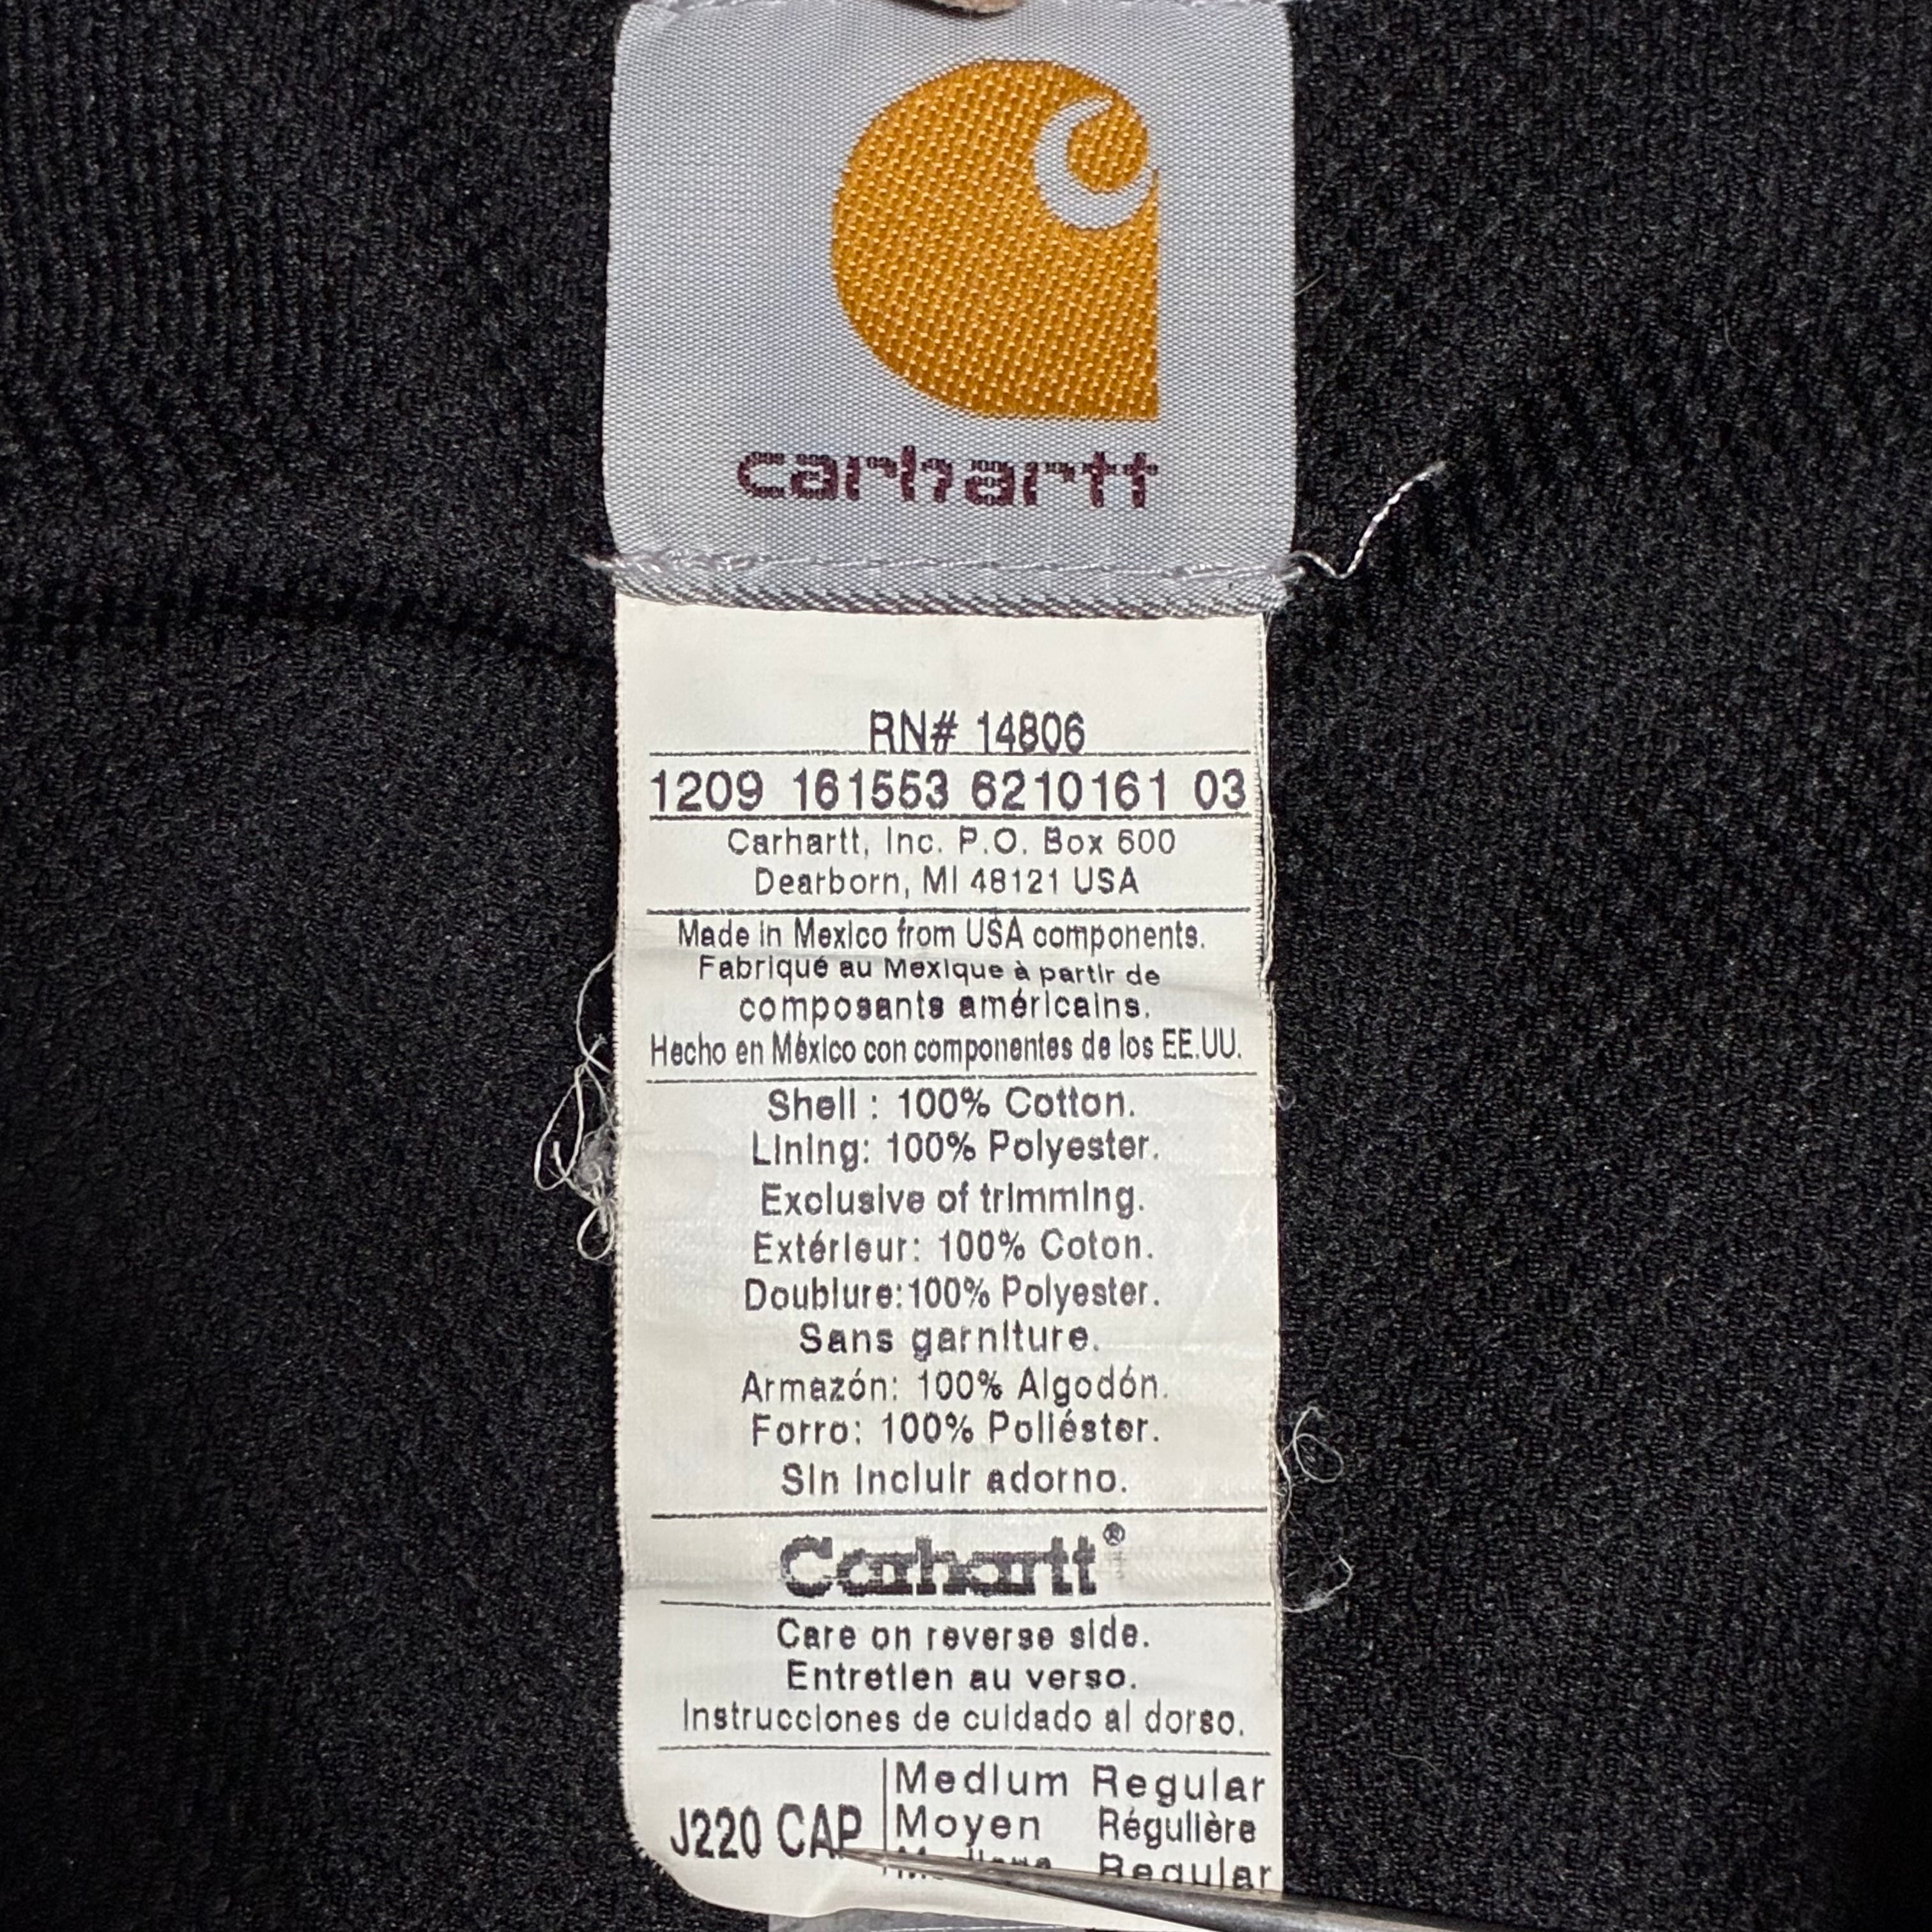 carhartt
RN# 14806
1209 161553 6210161 03
Carhartt, Inc. P.O. Box 600
Dearborn, MI 48121 USA
Made in Mexico from USA components.
Fabriqué au Mexique à partir de
composants américains.
Hecho en México con componentes de los EE.UU.
Shell : 100% Cotton.
Lining: 100% Polyester.
Exclusive of trimming.
Extérieur: 100% Coton.
Doublure:100% Polyester.
Sans garniture.
Armazón: 100% Algodón.
Forro: 100% Poliéster.
Sin incluir adorno.
Carhartt®
Care on reverse side.
Entretien au verso.
Instrucciones de cuidado al dorso.
J220 CAP
Medium Regular
Moyen Régulière
Regular